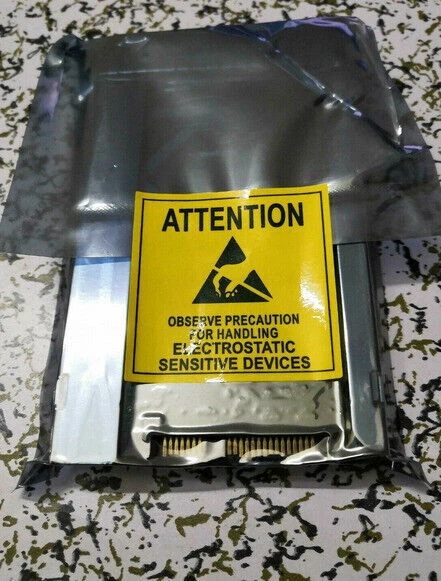 ATTENTION
OBSERVE PRECAUTION
FOR HANDLING
ELECTROSTATIC
SENSITIVE DEVICES